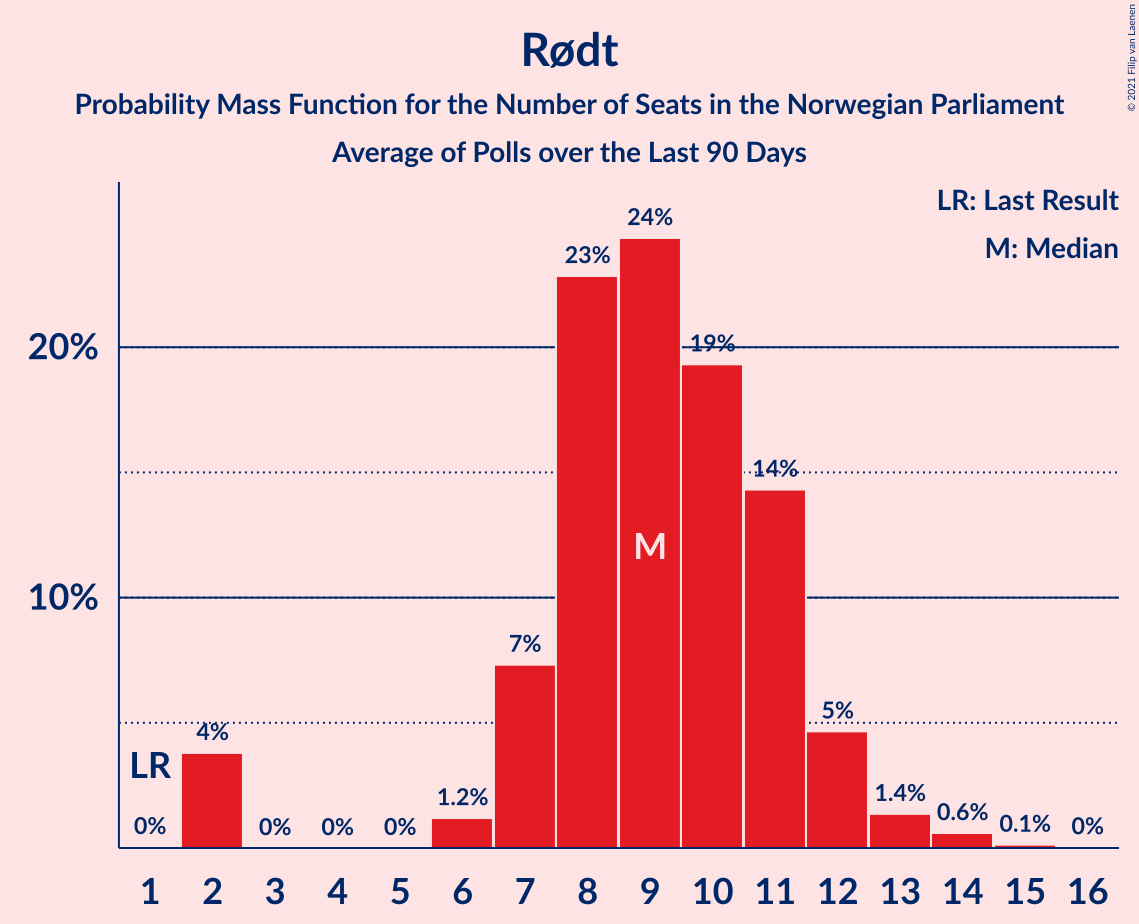 Rødt
Probability Mass Function for the Number of Seats in the Norwegian Parliament
Average of Polls over the Last 90 Days
© 2021 Filip van Laenen
LR: Last Result
M: Median
20%
10%
LR
M
0%
4%
0%
0%
0%
1.2%
7%
23%
24%
19%
14%
5%
1.4%
0.6%
0.1%
0%
1 2 3 4 5 6 7 8 9 10 11 12 13 14 15 16